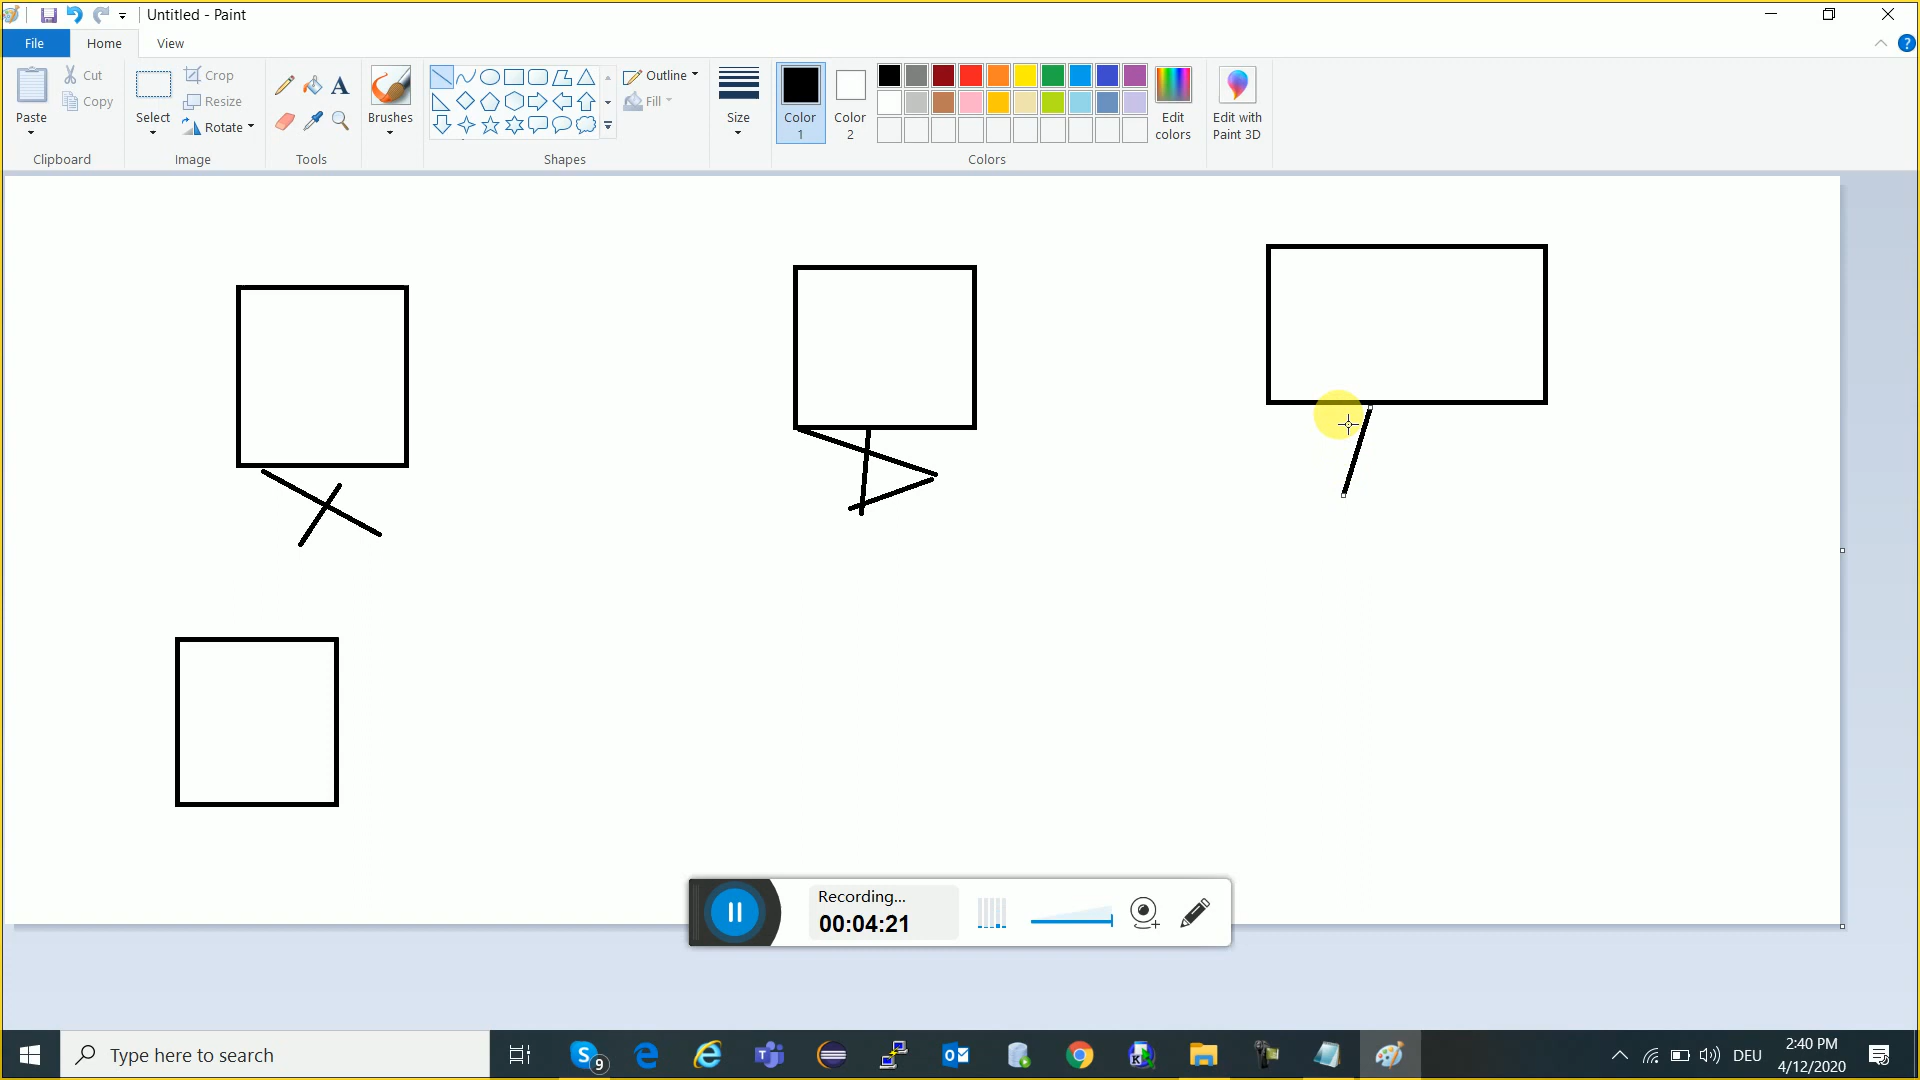 Untitled - Paint
File Home View
Paste
Cut
Copy
Clipboard
Select
Crop
Resize
Rotate
Image
A
Tools
Brushes
Outline
Fill
Shapes
Size
Color 1
Color 2
Colors
Edit colors
Edit with Paint 3D
Recording...
00:04:21
Type here to search
S 9
DEU
2:40 PM
4/12/2020